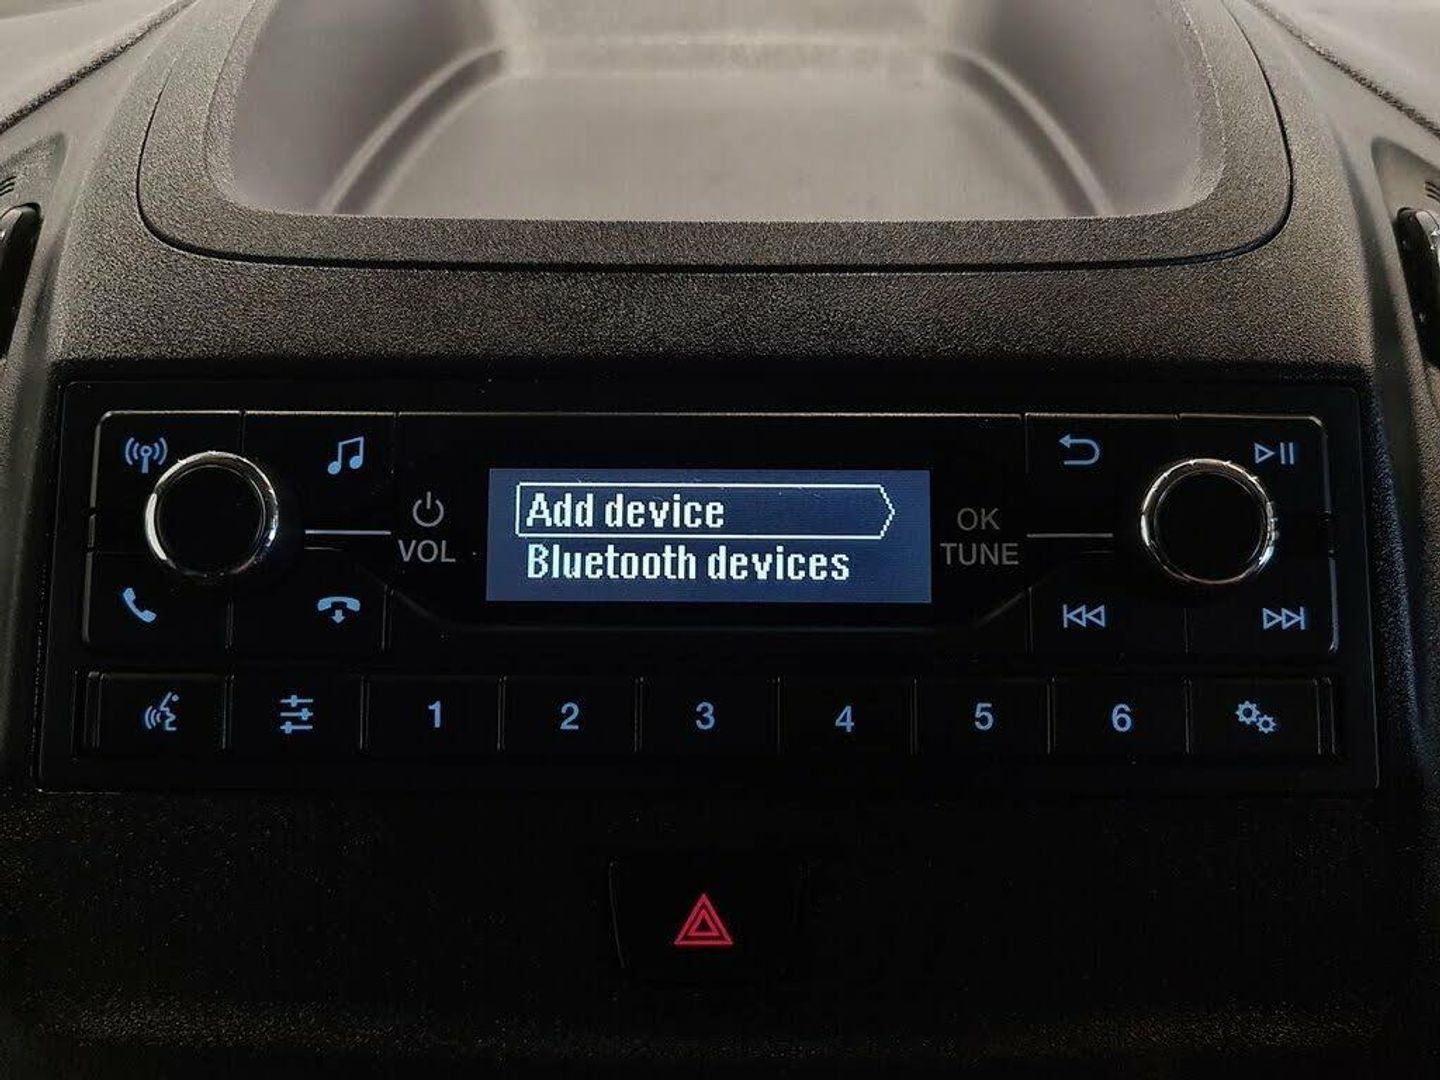 Add device
Bluetooth devices
VOL
OK
TUNE
1 2 3 4 5 6